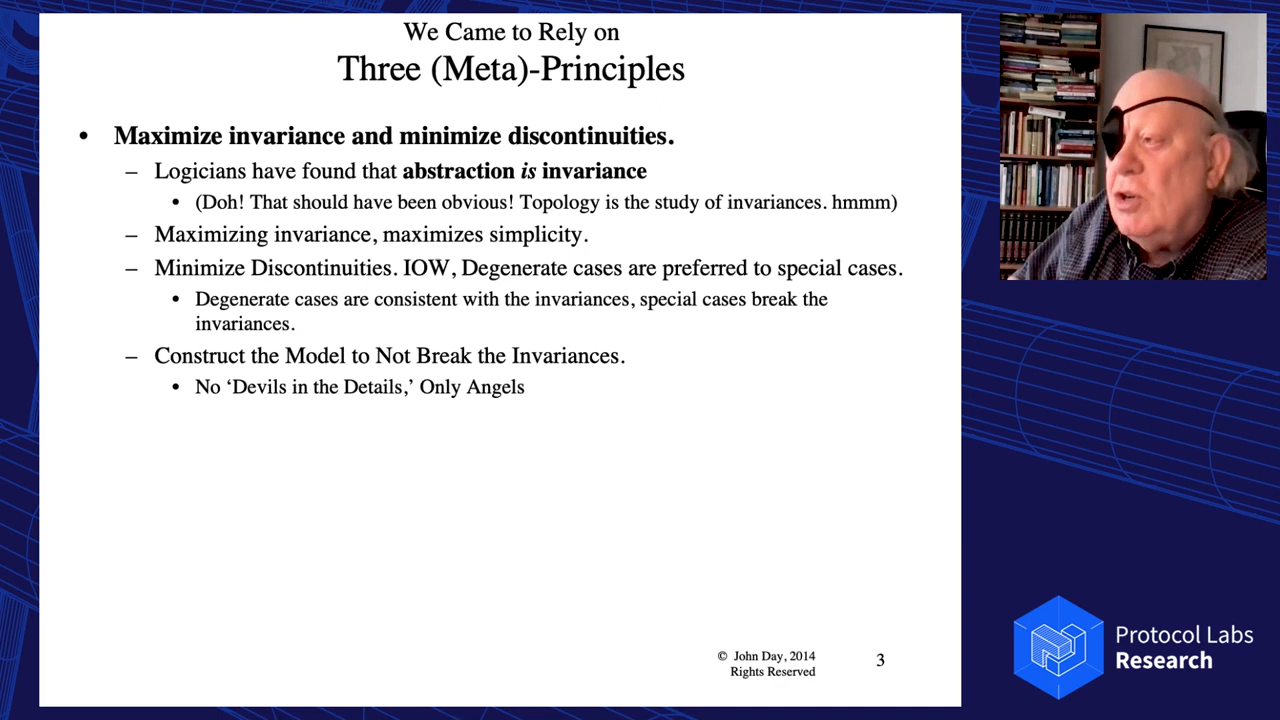 We Came to Rely on
Three (Meta)-Principles
• Maximize invariance and minimize discontinuities.
– Logicians have found that abstraction is invariance
• (Doh! That should have been obvious! Topology is the study of invariances. hmmm)
– Maximizing invariance, maximizes simplicity.
– Minimize Discontinuities. IOW, Degenerate cases are preferred to special cases.
• Degenerate cases are consistent with the invariances, special cases break the
invariances.
– Construct the Model to Not Break the Invariances.
• No ‘Devils in the Details,’ Only Angels
© John Day, 2014
Rights Reserved
3
Protocol Labs
Research